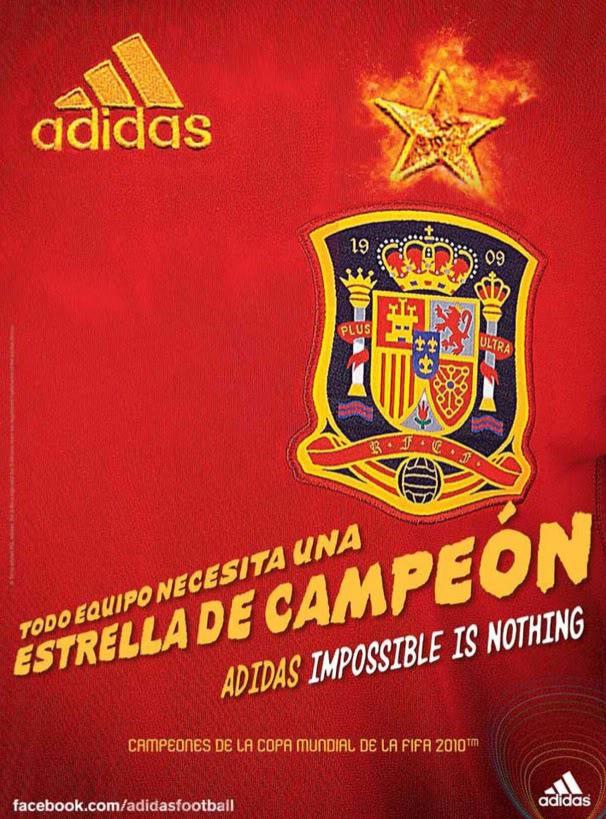 adidas
19 09
PLUS ULTRA
R·F·C·F
TODO EQUIPO NECESITA UNA
ESTRELLA DE CAMPEÓN
ADIDAS IMPOSSIBLE IS NOTHING
CAMPEONES DE LA COPA MUNDIAL DE LA FIFA 2010™
facebook.com/adidasfootball
adidas